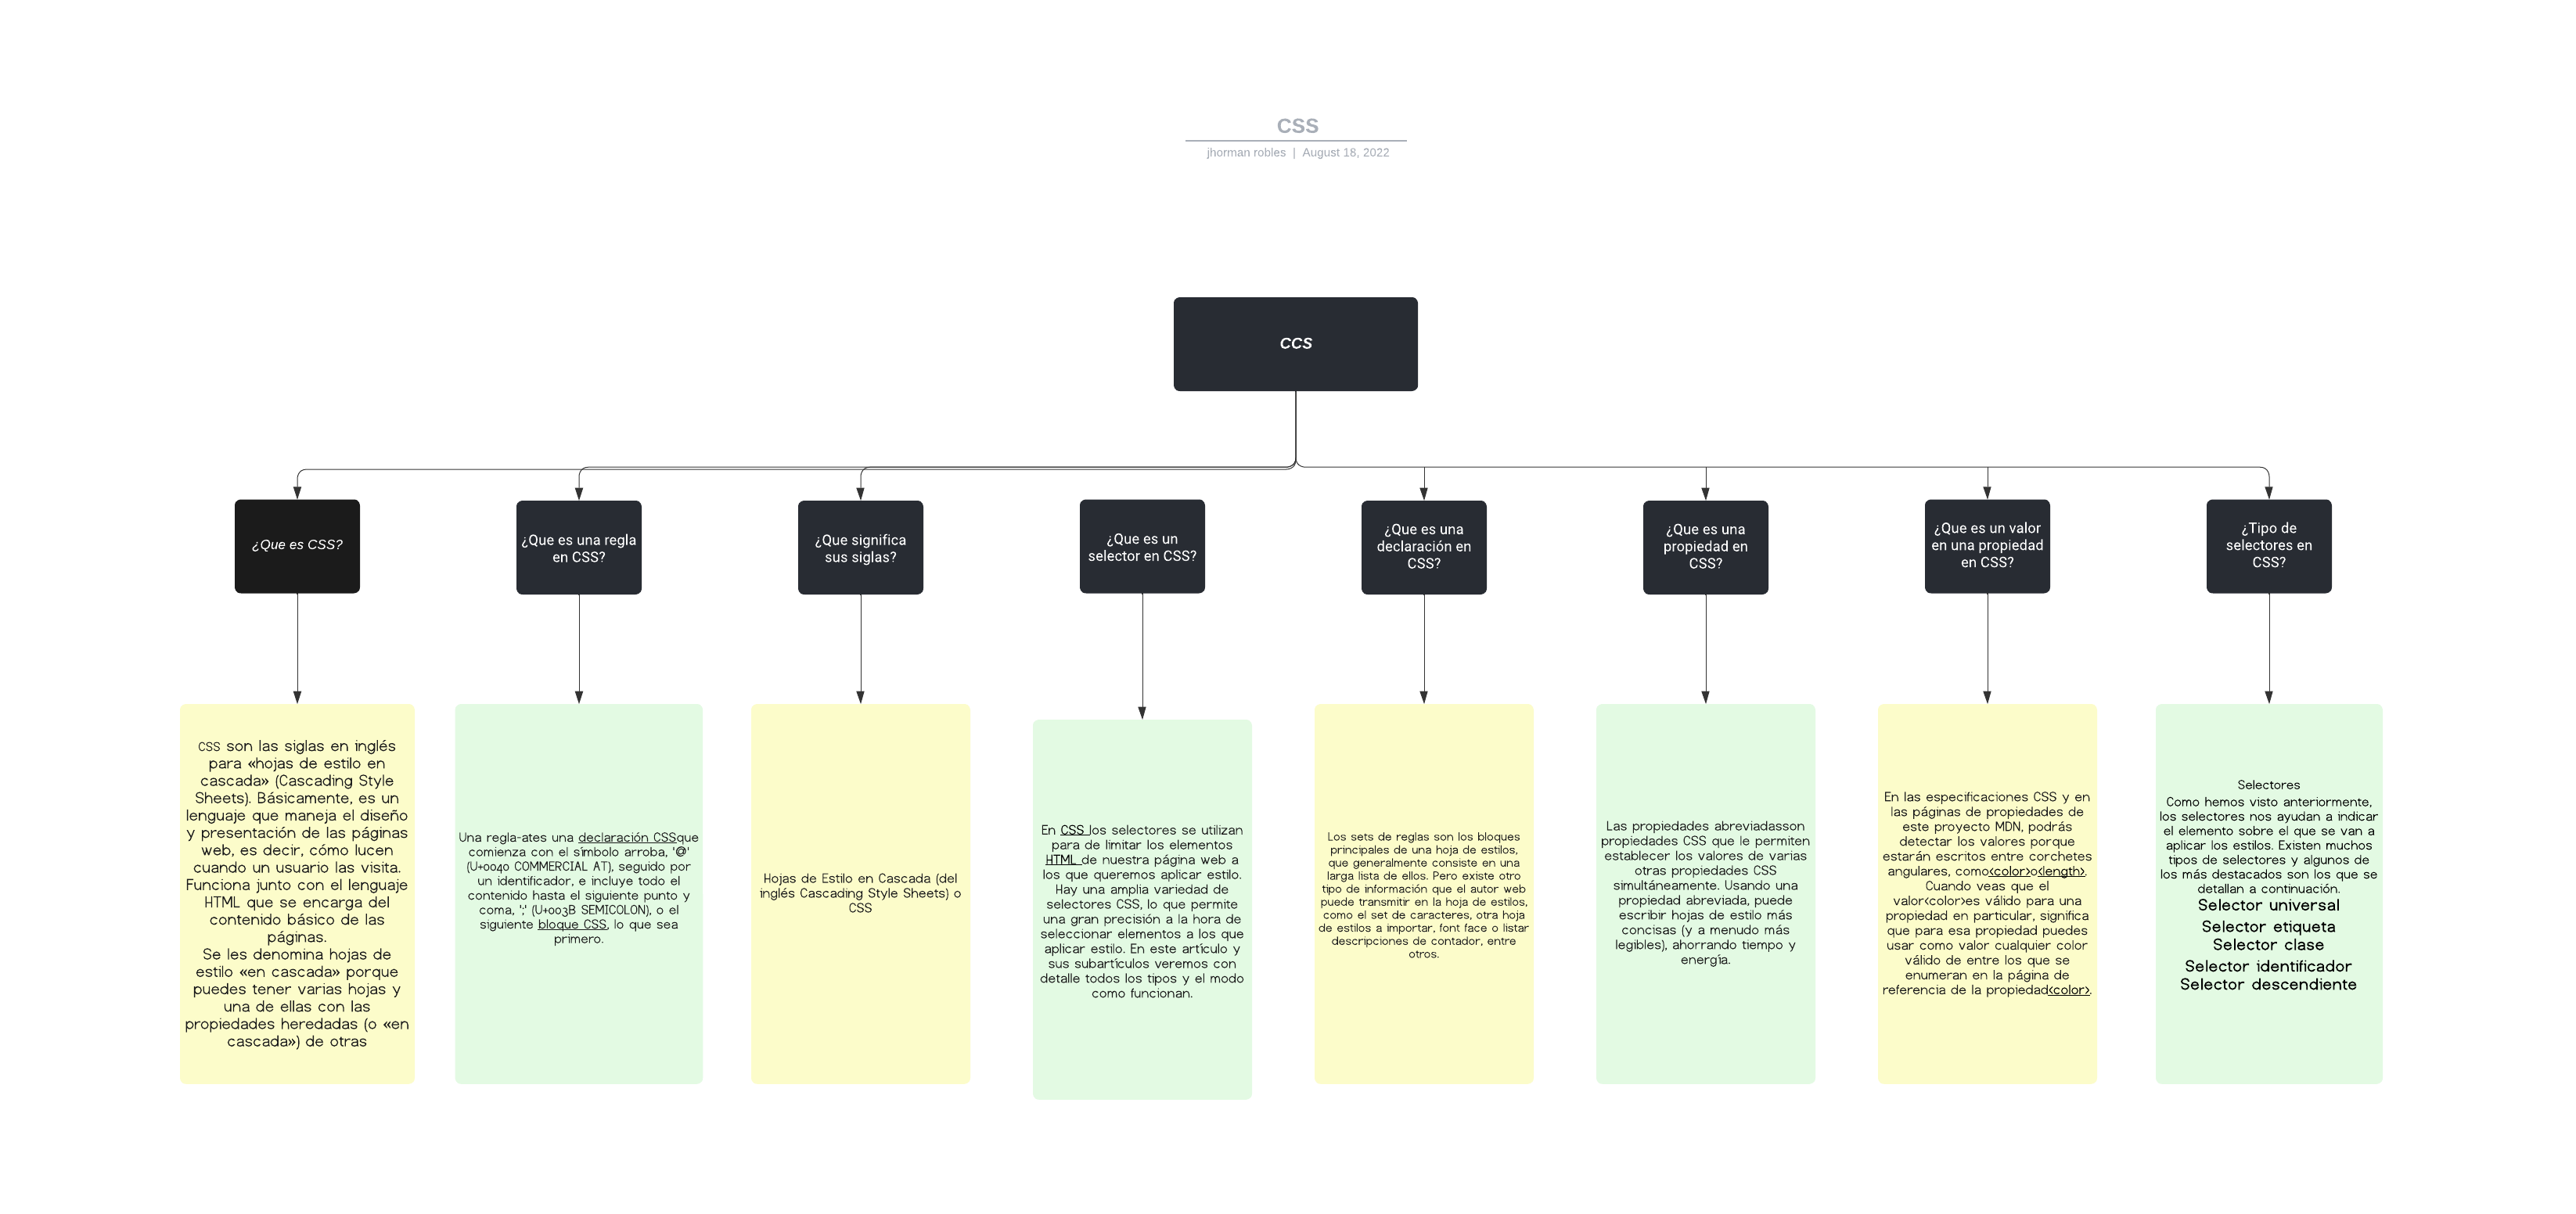 CSS
jhorman robles | August 18, 2022
CCS
¿Que es CSS?
¿Que es una regla
en CSS?
¿Que significa
sus siglas?
¿Que es un
selector en CSS?
¿Que es una
declaración en
CSS?
¿Que es una
propiedad en
CSS?
¿Que es un valor
en una propiedad
en CSS?
¿Tipo de
selectores en
CSS?
CSS son las siglas en inglés
para «hojas de estilo en
cascada» (Cascading Style
Sheets). Básicamente, es un
lenguaje que maneja el diseño
y presentación de las páginas
web, es decir, cómo lucen
cuando un usuario las visita.
Funciona junto con el lenguaje
HTML que se encarga del
contenido básico de las
páginas.
Se les denomina hojas de
estilo «en cascada» porque
puedes tener varias hojas y
una de ellas con las
propiedades heredadas (o «en
cascada») de otras
Una regla-ates una declaración CSSque
comienza con el símbolo arroba, '@'
(U+0040 COMMERCIAL AT), seguido por
un identificador, e incluye todo el
contenido hasta el siguiente punto y
coma, ';' (U+003B SEMICOLON), o el
siguiente bloque CSS, lo que sea
primero.
Hojas de Estilo en Cascada (del
inglés Cascading Style Sheets) o
CSS
En CSS los selectores se utilizan
para de limitar los elementos
HTML de nuestra página web a
los que queremos aplicar estilo.
Hay una amplia variedad de
selectores CSS, lo que permite
una gran precisión a la hora de
seleccionar elementos a los que
aplicar estilo. En este artículo y
sus subartículos veremos con
detalle todos los tipos y el modo
como funcionan.
Los sets de reglas son los bloques
principales de una hoja de estilos,
que generalmente consiste en una
larga lista de ellos. Pero existe otro
tipo de información que el autor web
puede transmitir en la hoja de estilos,
como el set de caracteres, otra hoja
de estilos a importar, font face o listar
descripciones de contador, entre
otros.
Las propiedades abreviadasson
propiedades CSS que le permiten
establecer los valores de varias
otras propiedades CSS
simultáneamente. Usando una
propiedad abreviada, puede
escribir hojas de estilo más
concisas (y a menudo más
legibles), ahorrando tiempo y
energía.
En las especificaciones CSS y en
las páginas de propiedades de
este proyecto MDN, podrás
detectar los valores porque
estarán escritos entre corchetes
angulares, como<color>o<length>.
Cuando veas que el
valor<color>es válido para una
propiedad en particular, significa
que para esa propiedad puedes
usar como valor cualquier color
válido de entre los que se
enumeran en la página de
referencia de la propiedad<color>.
Selectores
Como hemos visto anteriormente,
los selectores nos ayudan a indicar
el elemento sobre el que se van a
aplicar los estilos. Existen muchos
tipos de selectores y algunos de
los más destacados son los que se
detallan a continuación.
Selector universal
Selector etiqueta
Selector clase
Selector identificador
Selector descendiente